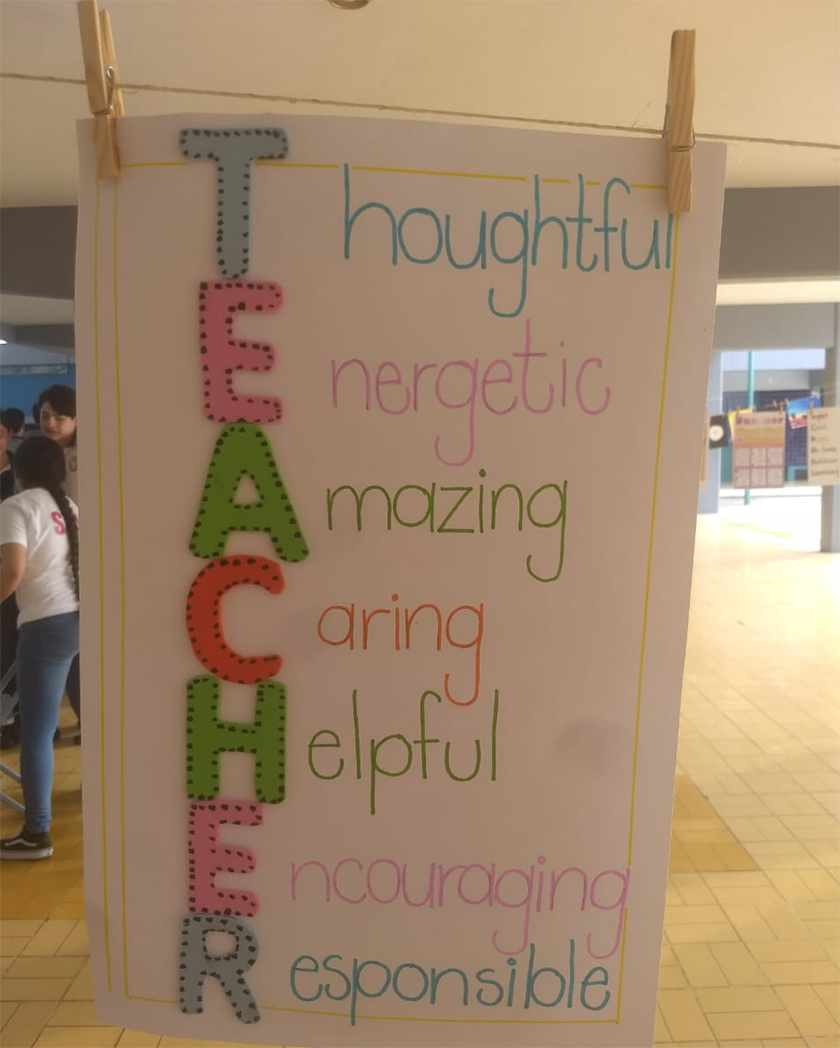 Thoughtful
Energetic
Amazing
Caring
Helpful
Encouraging
Responsible